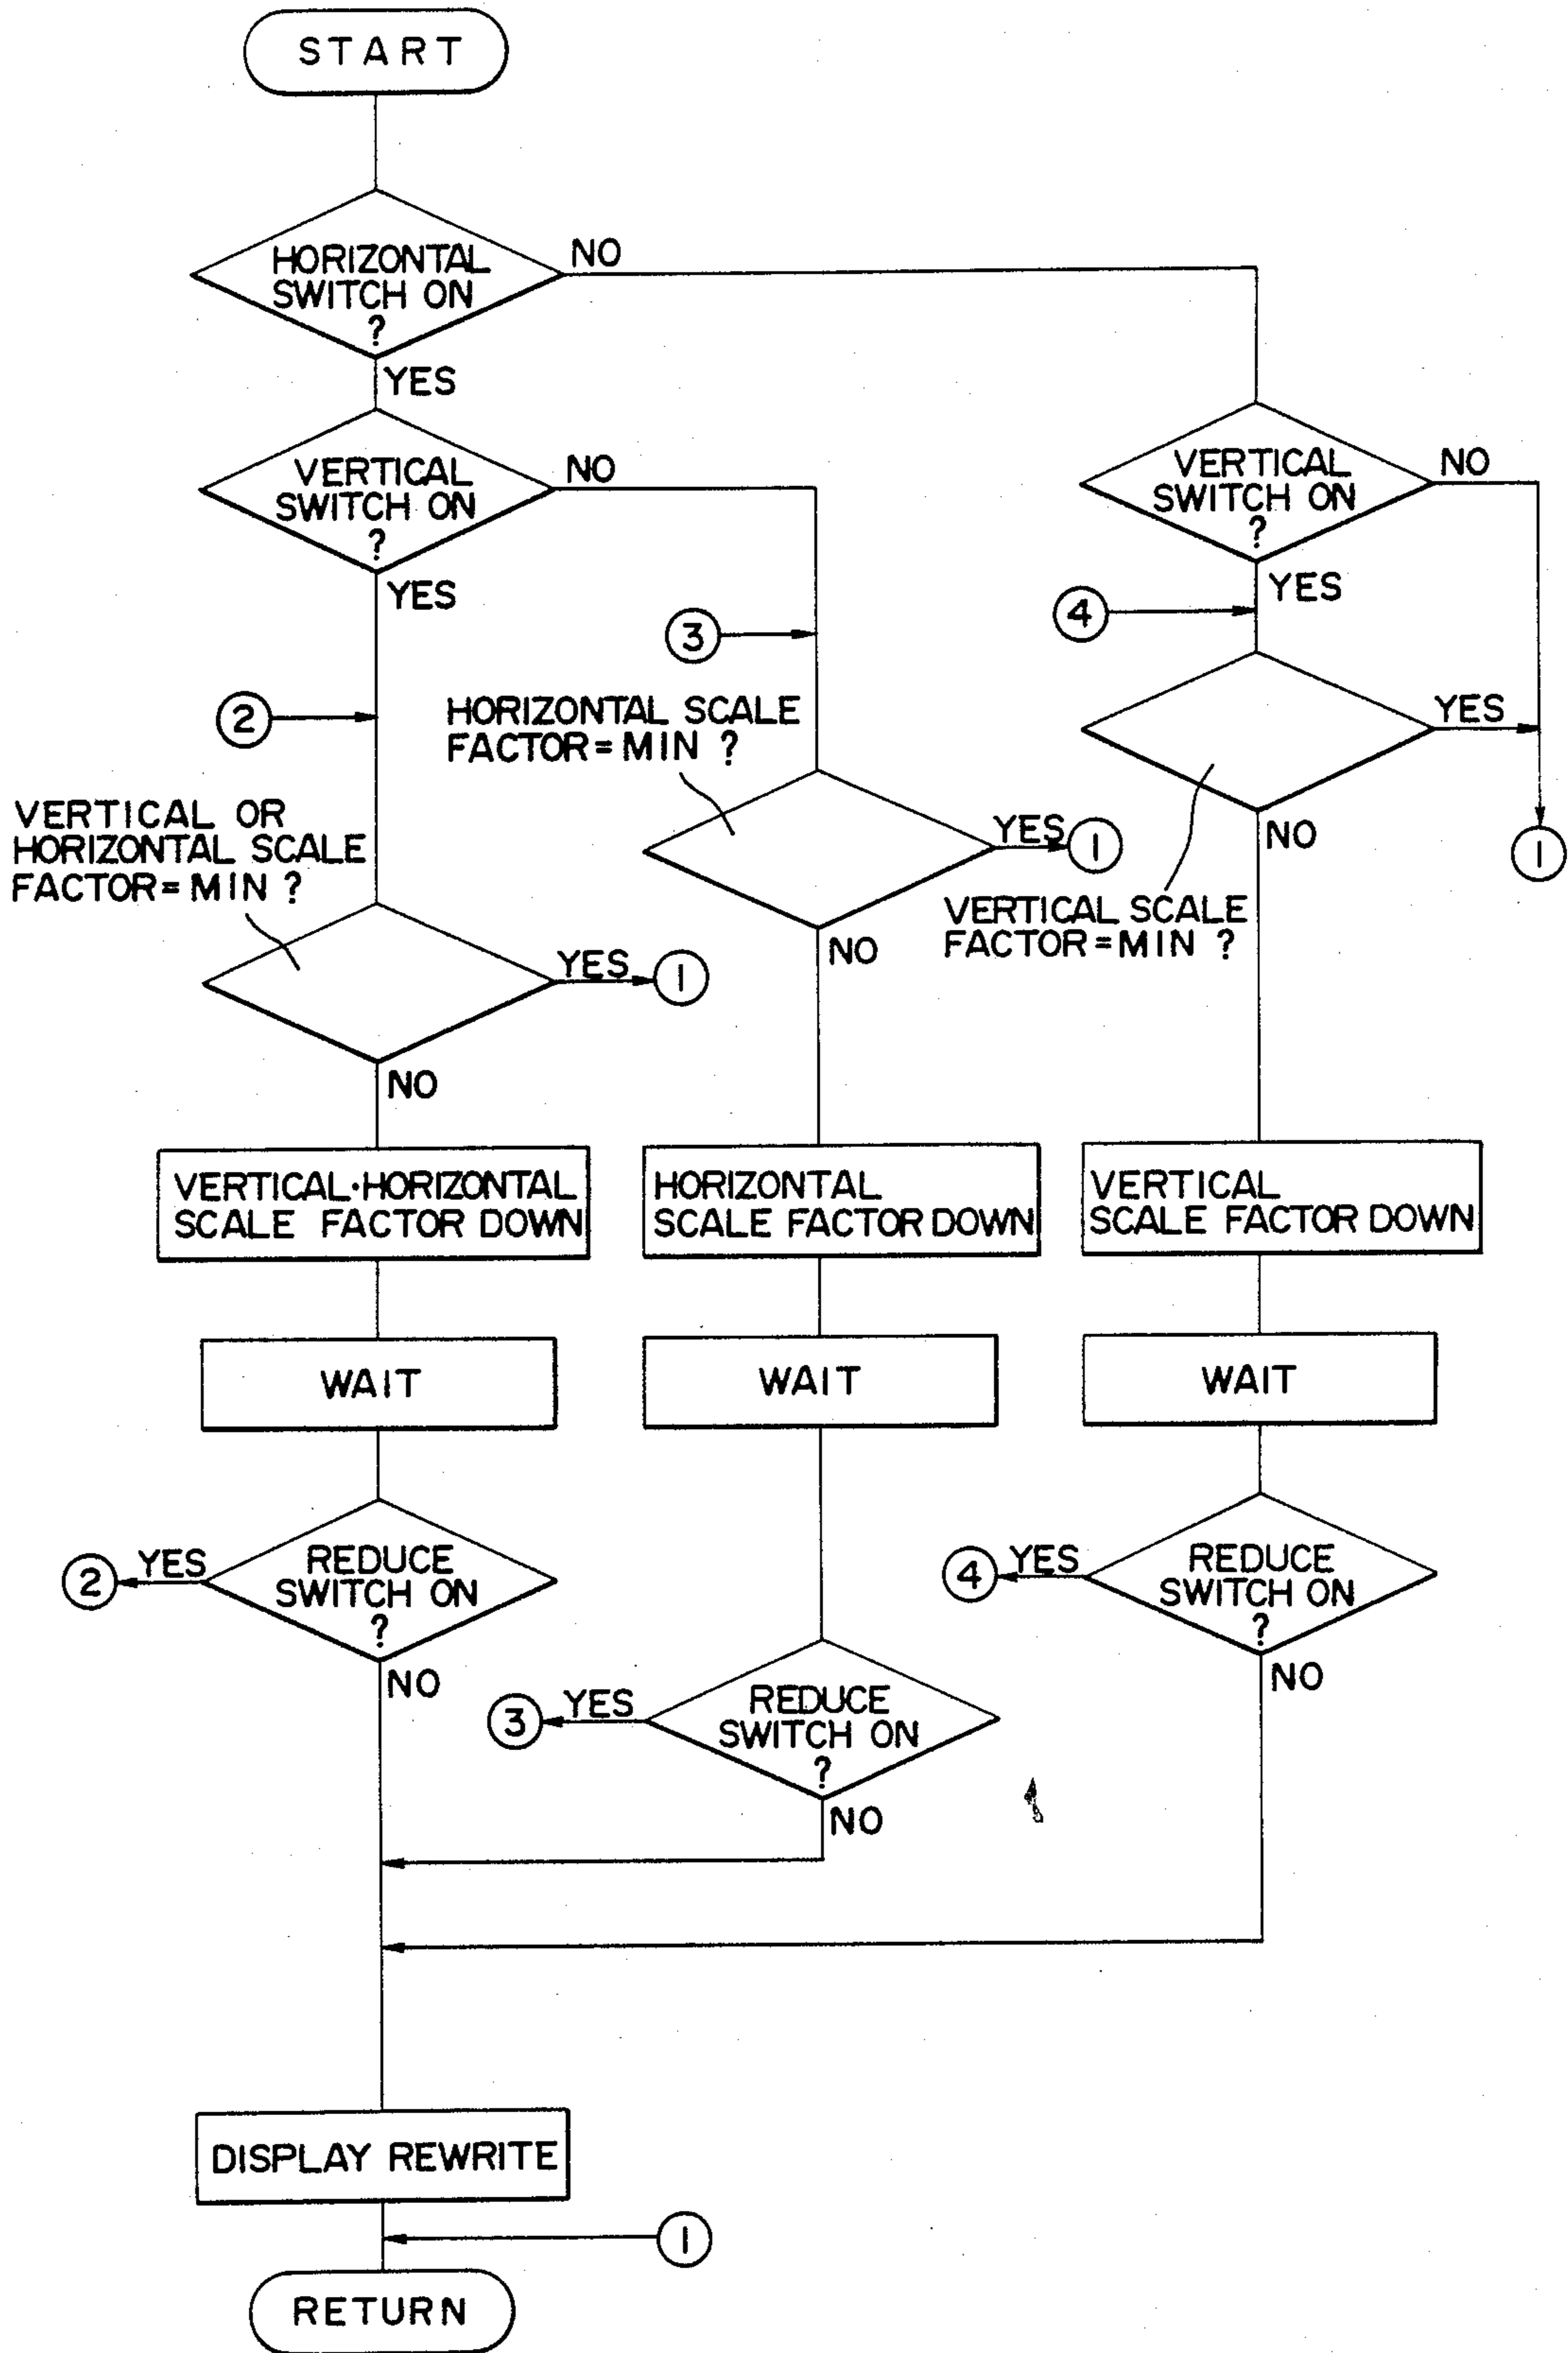 START
HORIZONTAL
SWITCH ON
?
NO
YES
VERTICAL
SWITCH ON
?
NO
YES
VERTICAL
SWITCH ON
?
NO
YES
2
3
4
HORIZONTAL SCALE
FACTOR=MIN ?
YES
1
NO
VERTICAL OR
HORIZONTAL SCALE
FACTOR=MIN ?
YES
1
NO
VERTICAL SCALE
FACTOR=MIN ?
YES
1
NO
VERTICAL·HORIZONTAL
SCALE FACTOR DOWN
HORIZONTAL
SCALE FACTOR DOWN
VERTICAL
SCALE FACTOR DOWN
WAIT
WAIT
WAIT
2
YES
REDUCE
SWITCH ON
?
NO
3
YES
REDUCE
SWITCH ON
?
NO
4
YES
REDUCE
SWITCH ON
?
NO
DISPLAY REWRITE
1
RETURN